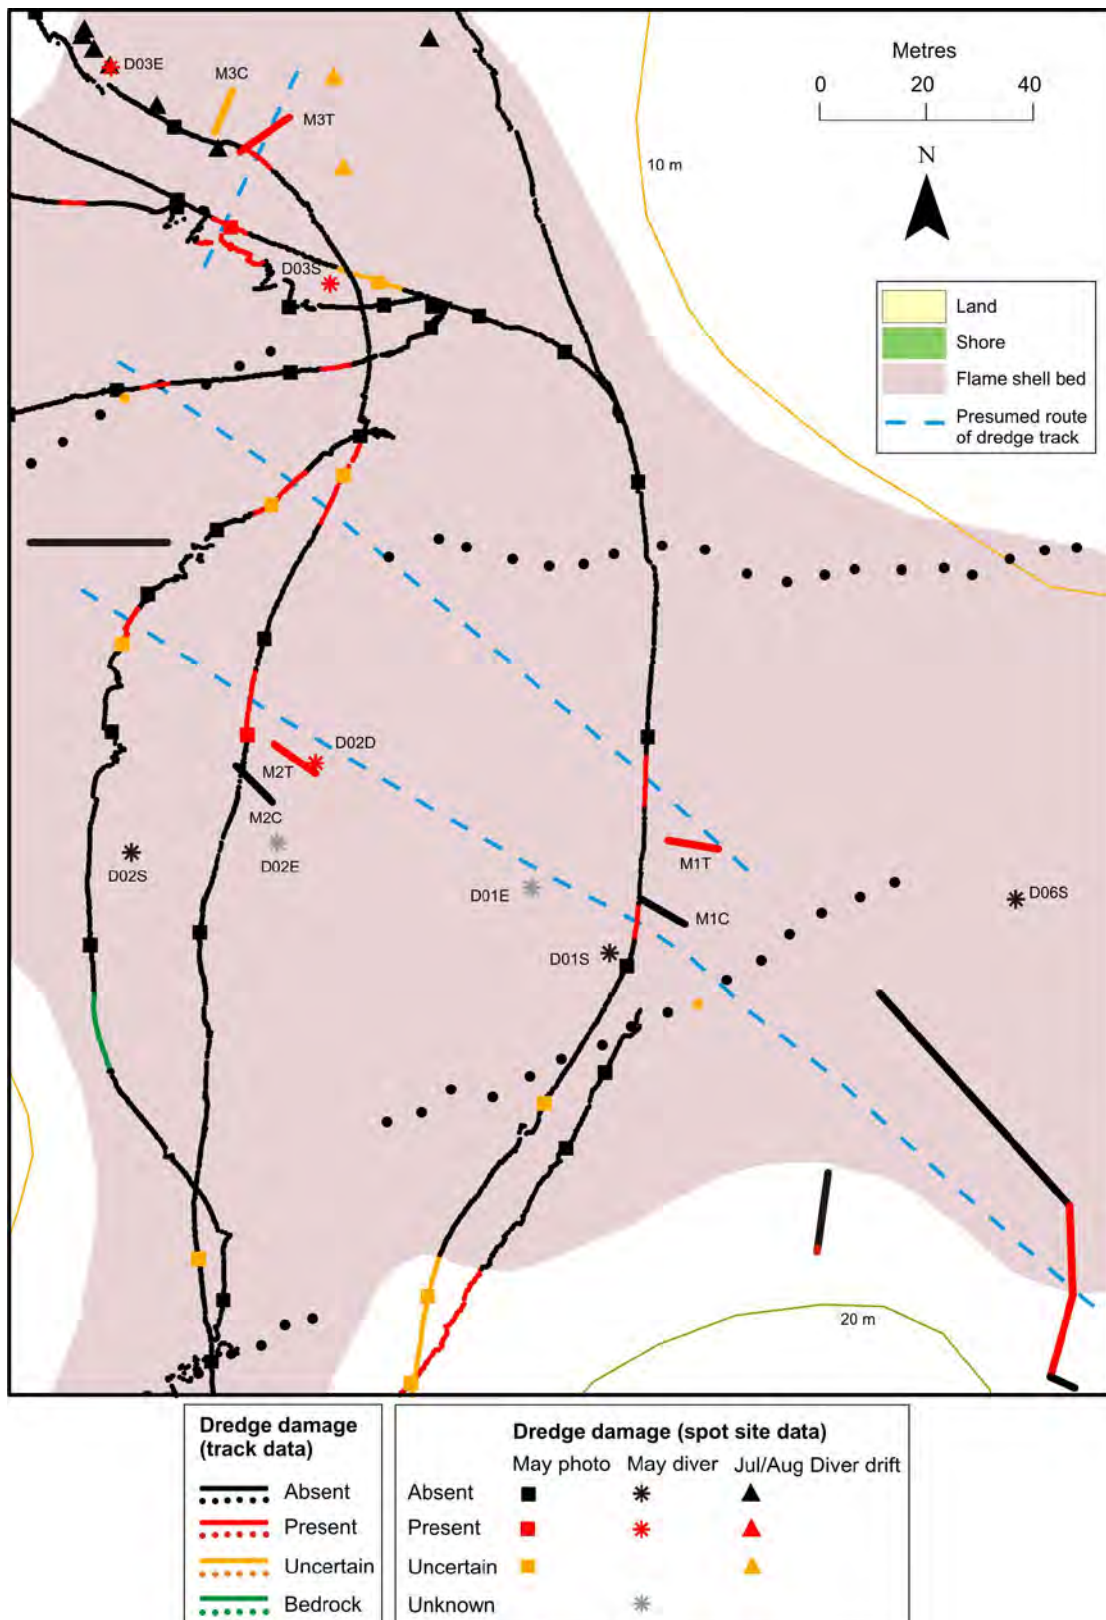 D03E
M3C
M3T
Metres
0 20 40
N
10 m
D03S
Land
Shore
Flame shell bed
Presumed route
of dredge track
D02D
M2T
M2C
D02E
D02S
M1T
D01E
M1C
D06S
D01S
20 m
Dredge damage
(track data)
Absent
Present
Uncertain
Bedrock
Dredge damage (spot site data)
May photo May diver Jul/Aug Diver drift
Absent
Present
Uncertain
Unknown